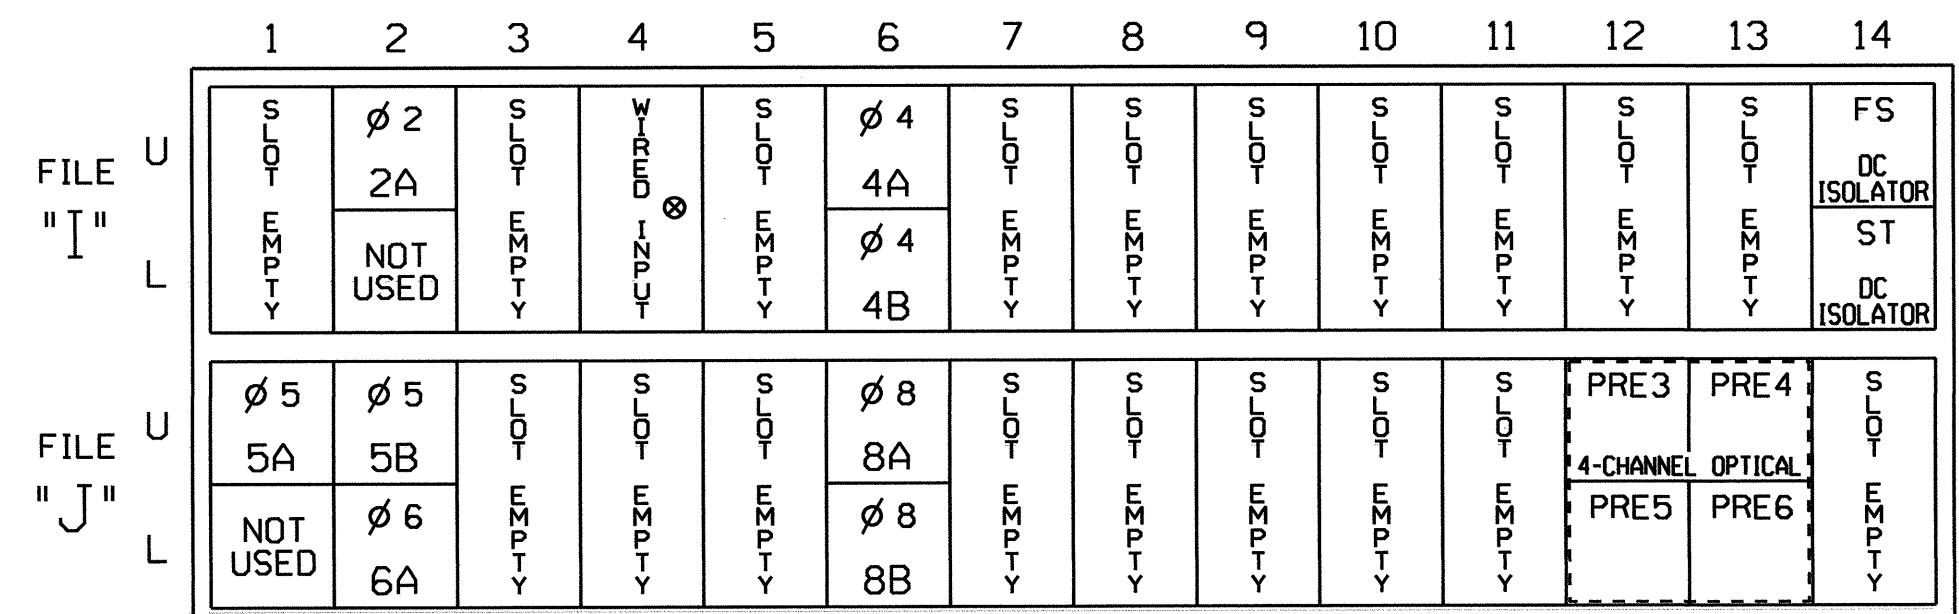 1 2 3 4 5 6 7 8 9 10 11 12 13 14
FILE "I"
U
L
SLOT EMPTY
Ø 2
2A
NOT
USED
SLOT EMPTY
WIRED INPUT
SLOT EMPTY
Ø 4
4A
Ø 4
4B
SLOT EMPTY
SLOT EMPTY
SLOT EMPTY
SLOT EMPTY
SLOT EMPTY
SLOT EMPTY
SLOT EMPTY
FS
DC
ISOLATOR
ST
DC
ISOLATOR
FILE "J"
U
L
Ø 5
5A
NOT
USED
Ø 5
5B
Ø 6
6A
SLOT EMPTY
SLOT EMPTY
SLOT EMPTY
Ø 8
8A
Ø 8
8B
SLOT EMPTY
SLOT EMPTY
SLOT EMPTY
SLOT EMPTY
SLOT EMPTY
PRE3 PRE4
4-CHANNEL OPTICAL
PRE5 PRE6
SLOT EMPTY